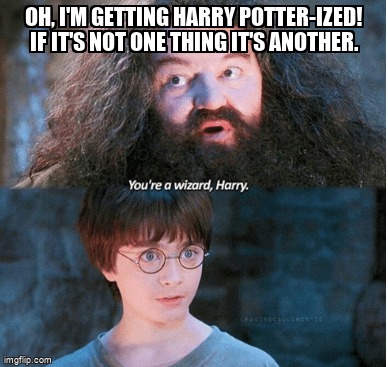 OH, I'M GETTING HARRY POTTER-IZED!
IF IT'S NOT ONE THING IT'S ANOTHER.
You're a wizard, Harry.
imgflip.com